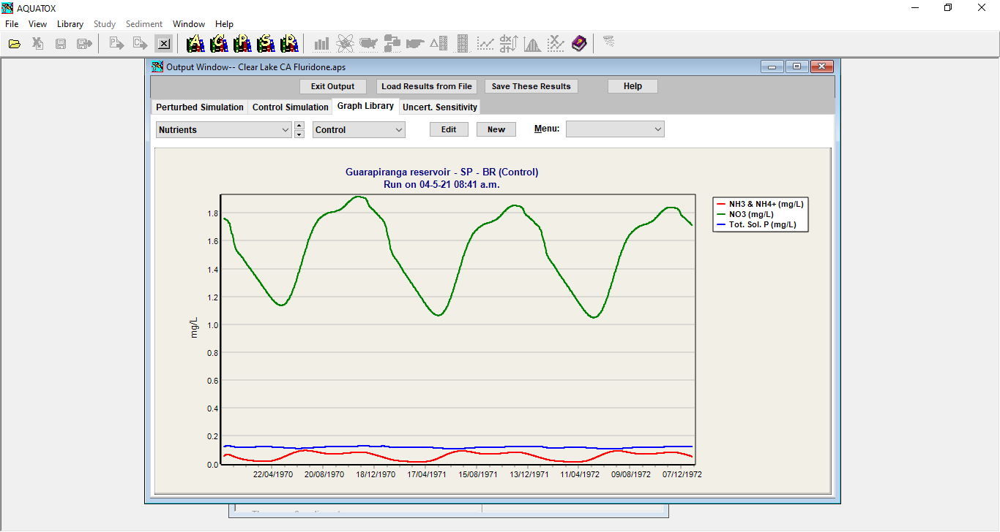 AQUATOX
File View Library Study Sediment Window Help
P C A C P S R dx
Output Window-- Clear Lake CA Fluridone.aps
Exit Output Load Results from File Save These Results Help
Perturbed Simulation Control Simulation Graph Library Uncert. Sensitivity
Nutrients Control Edit New Menu:
Guarapiranga reservoir - SP - BR (Control)
Run on 04-5-21 08:41 a.m.
NH3 & NH4+ (mg/L)
NO3 (mg/L)
Tot. Sol. P (mg/L)
1.8
1.6
1.4
1.2
1.0
0.8
0.6
0.4
0.2
0.0
mg/L
22/04/1970 20/08/1970 18/12/1970 17/04/1971 15/08/1971 13/12/1971 11/04/1972 09/08/1972 07/12/1972